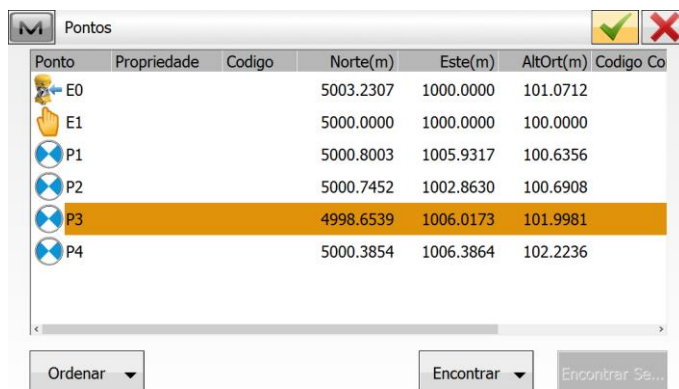 Pontos
Ponto Propriedade Codigo Norte(m) Este(m) AltOrt(m) Codigo Co
E0 5003.2307 1000.0000 101.0712
E1 5000.0000 1000.0000 100.0000
P1 5000.8003 1005.9317 100.6356
P2 5000.7452 1002.8630 100.6908
P3 4998.6539 1006.0173 101.9981
P4 5000.3854 1006.3864 102.2236
Ordenar Encontrar Encontrar Se...